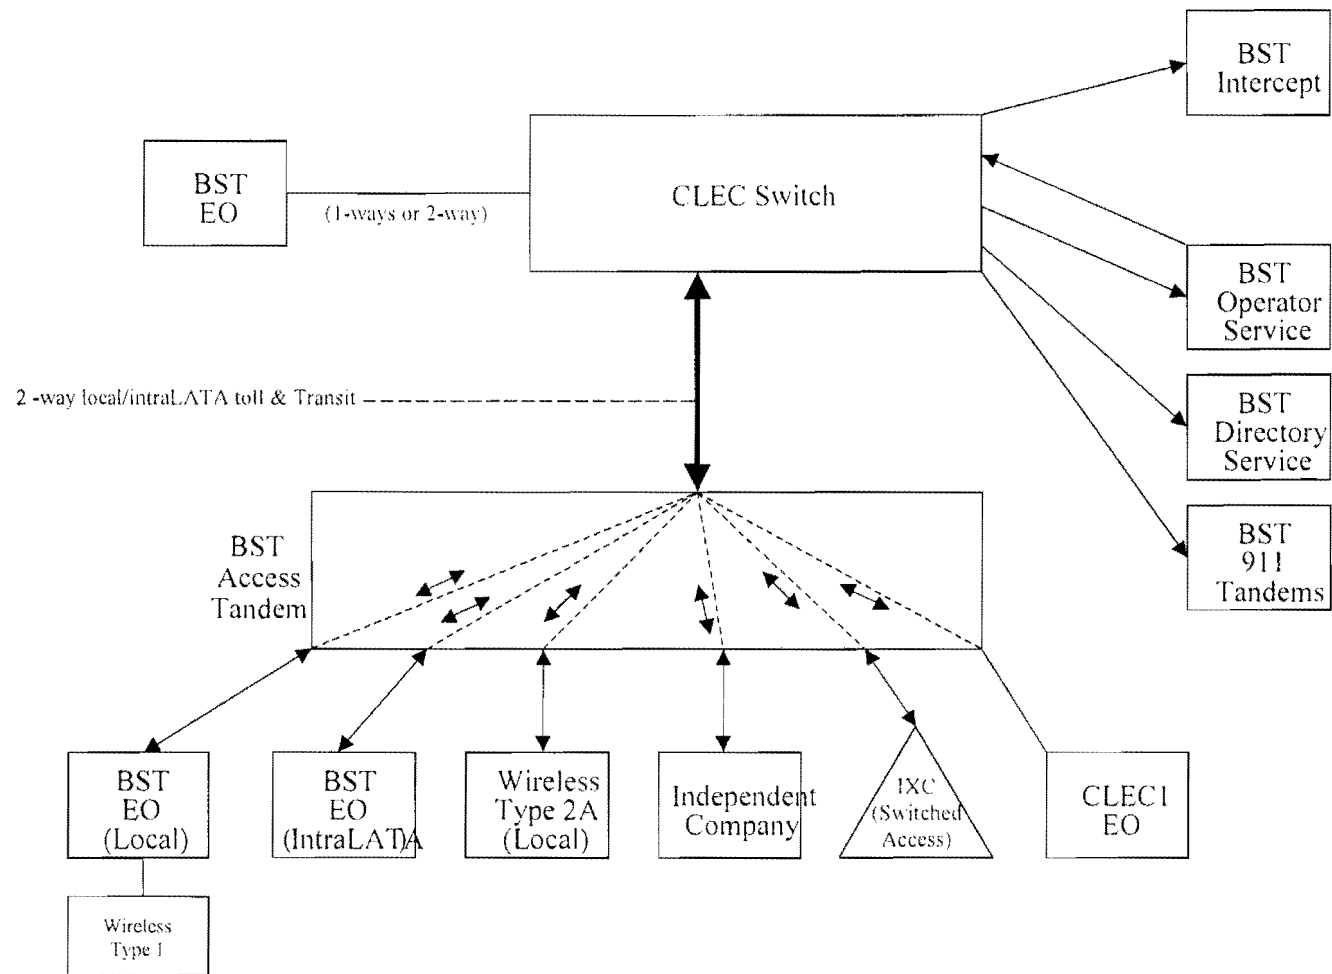 BST
Intercept
BST
EO
(1-ways or 2-way)
CLEC Switch
BST
Operator
Service
2 -way local/intraLATA toll & Transit
BST
Directory
Service
BST
Access
Tandem
BST
911
Tandems
BST
EO
(Local)
BST
EO
(IntraLAT)A
Wireless
Type 2A
(Local)
Independent
Company
IXC
(Switched
Access)
CLEC1
EO
Wireless
Type 1